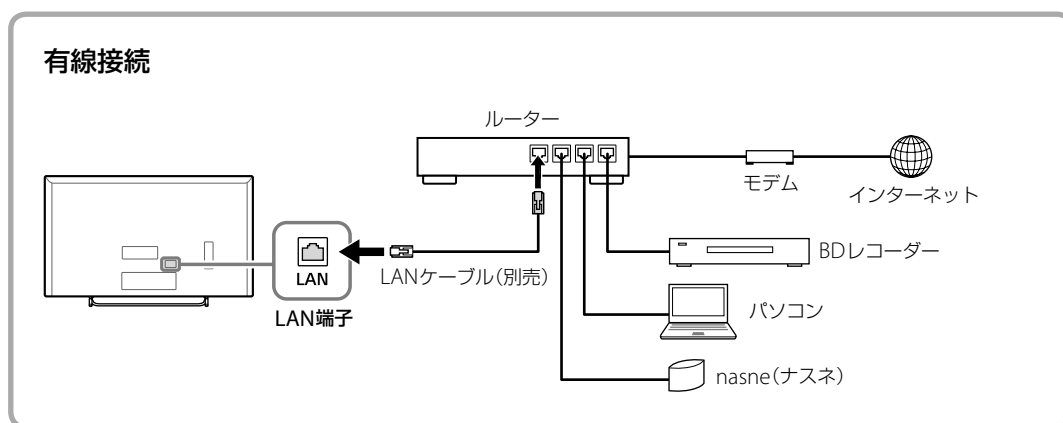 有線接続
ルーター
モデム
インターネット
LAN
LAN端子
LANケーブル（別売）
BDレコーダー
パソコン
nasne（ナスネ）